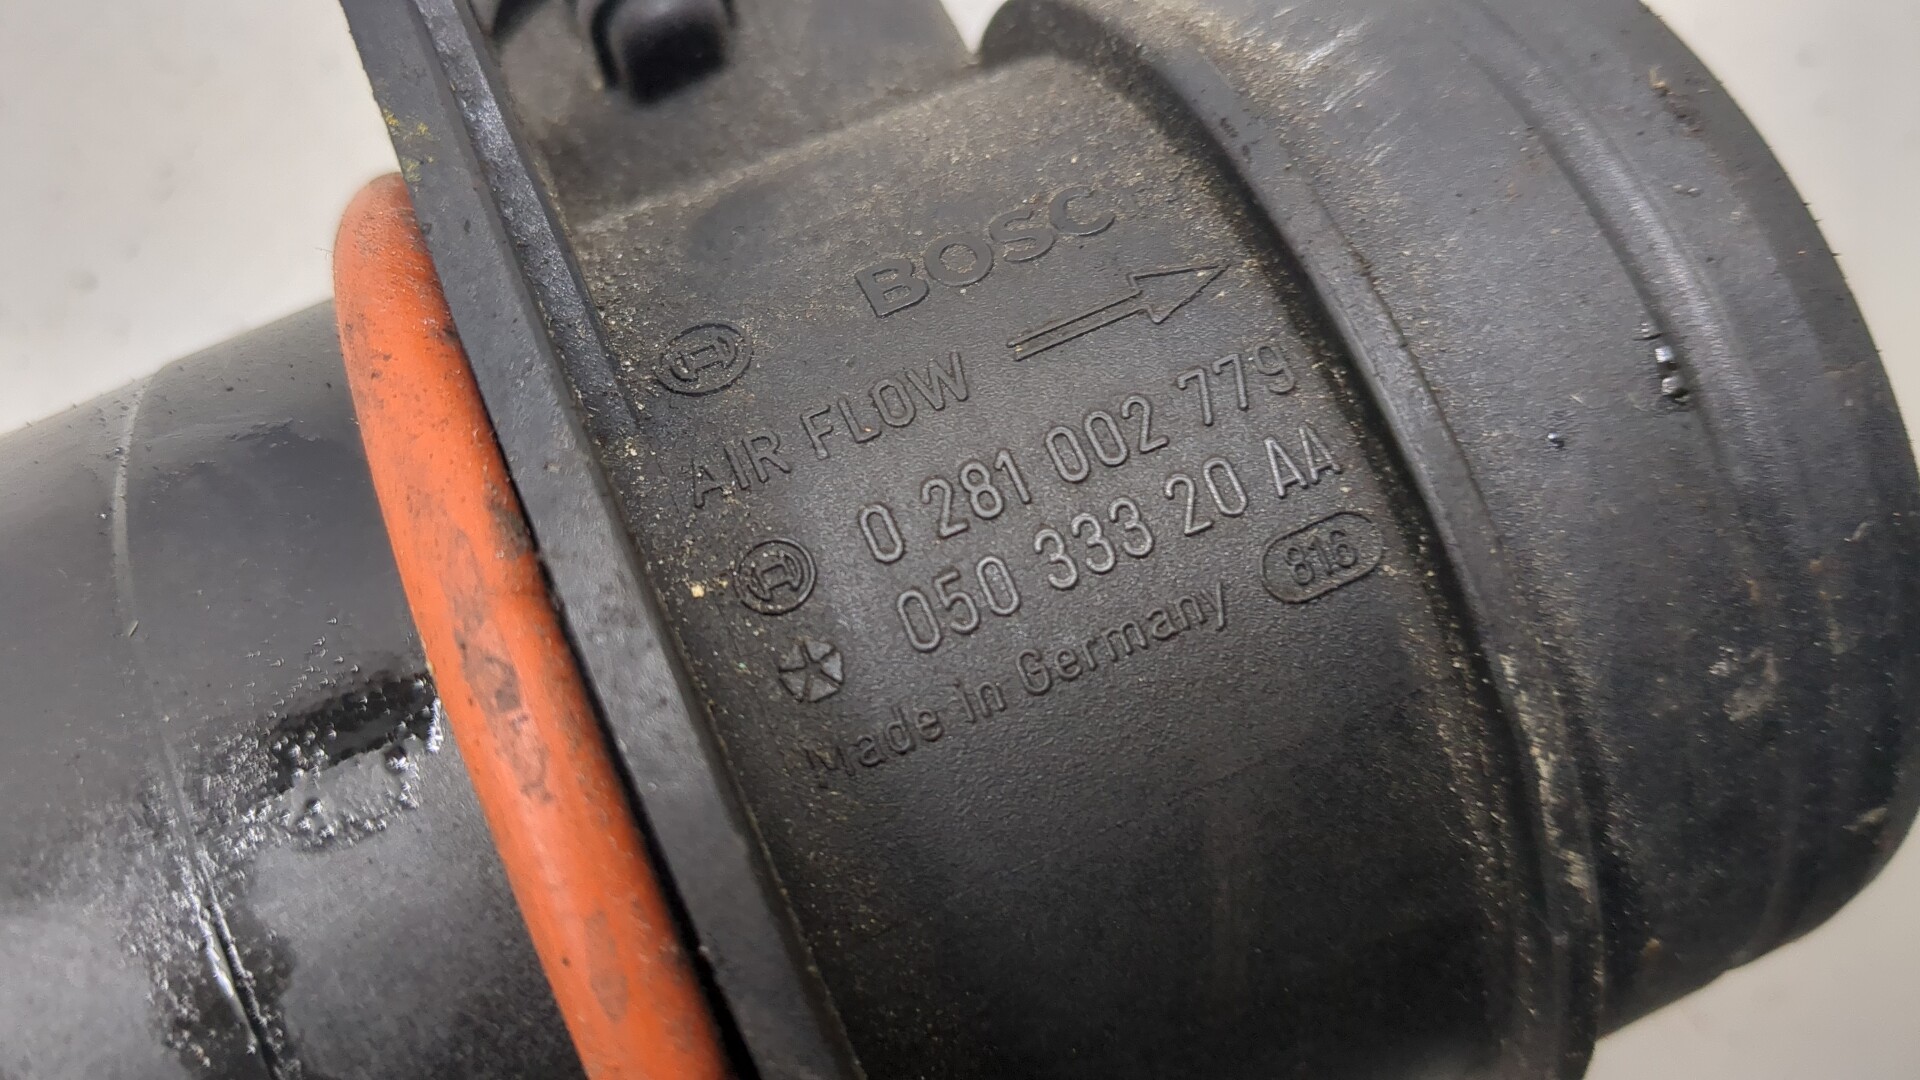 BOSC
AIR FLOW
0 281 002 779
050 333 20 AA
Made in Germany 816